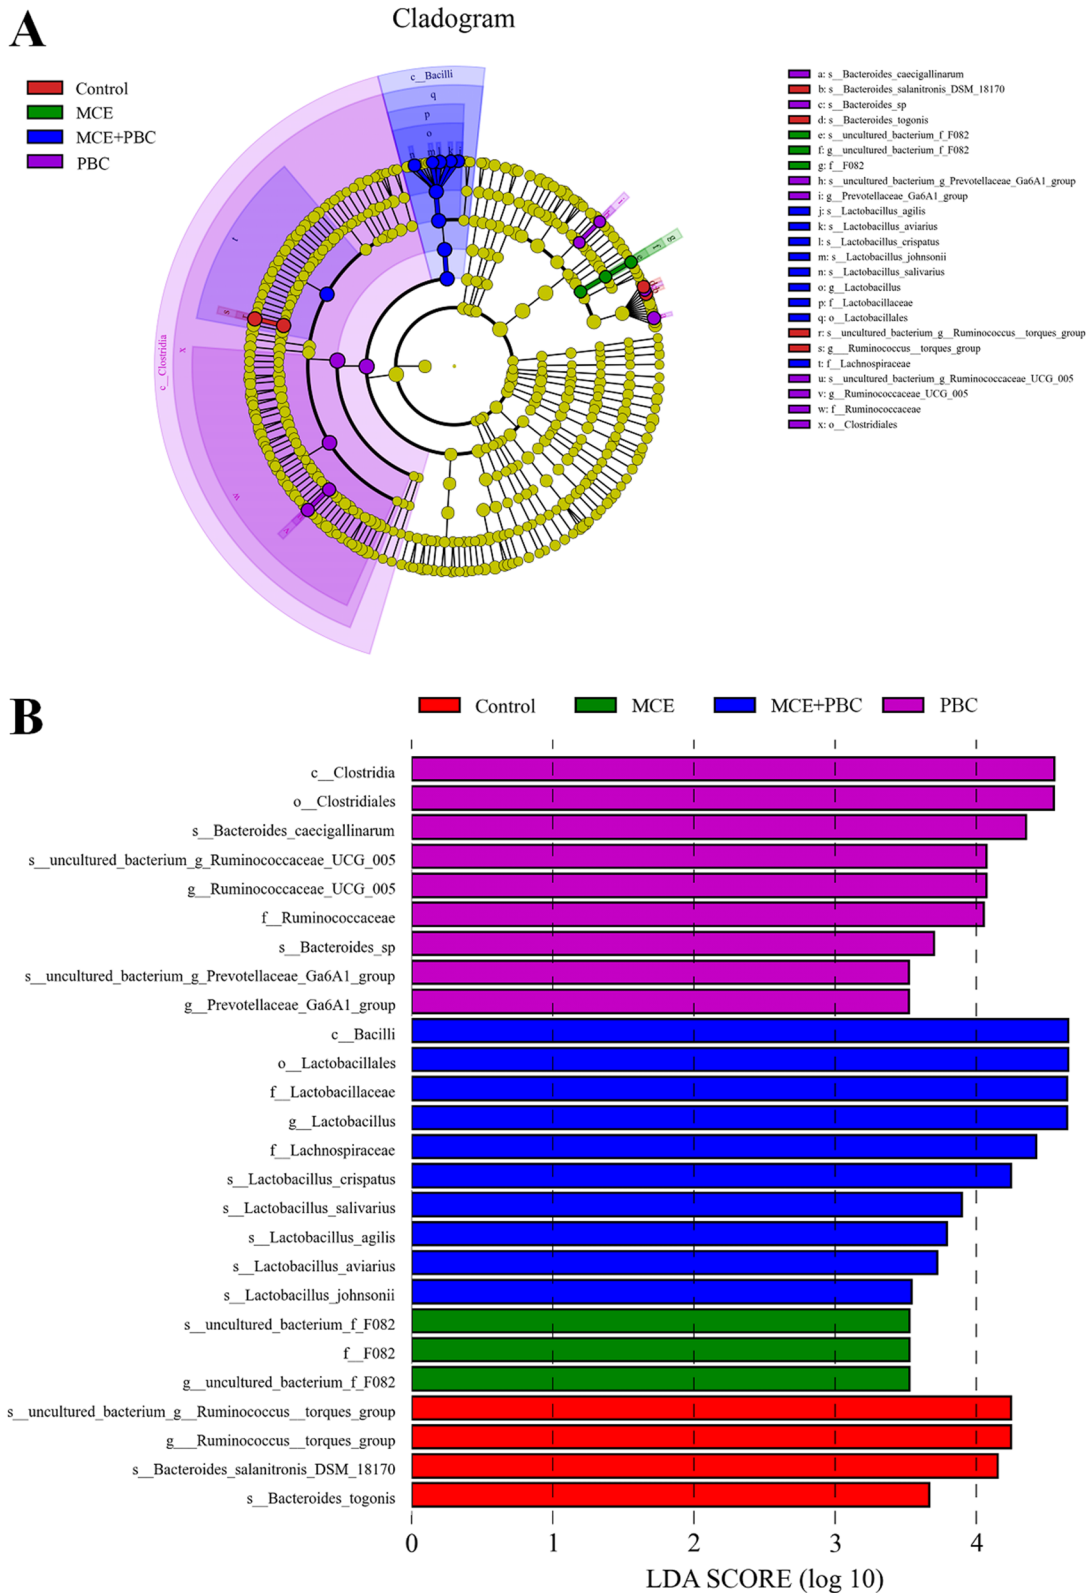 A
Cladogram
Control
MCE
MCE+PBC
PBC
c__Bacilli
q
p
o
t
x
c__Clostridia
w
a: s__Bacteroides_caecigallinarum
b: s__Bacteroides_salanitronis_DSM_18170
c: s__Bacteroides_sp
d: s__Bacteroides_togonis
e: s__uncultured_bacterium_f_F082
f: g__uncultured_bacterium_f_F082
g: f__F082
h: s__uncultured_bacterium_g_Prevotellaceae_Ga6A1_group
i: g__Prevotellaceae_Ga6A1_group
j: s__Lactobacillus_agilis
k: s__Lactobacillus_aviarius
l: s__Lactobacillus_crispatus
m: s__Lactobacillus_johnsonii
n: s__Lactobacillus_salivarius
o: g__Lactobacillus
p: f__Lactobacillaceae
q: o__Lactobacillales
r: s__uncultured_bacterium_g__Ruminococcus__torques_group
s: g___Ruminococcus__torques_group
t: f__Lachnospiraceae
u: s__uncultured_bacterium_g_Ruminococcaceae_UCG_005
v: g__Ruminococcaceae_UCG_005
w: f__Ruminococcaceae
x: o__Clostridiales
B
Control MCE MCE+PBC PBC
c__Clostridia
o__Clostridiales
s__Bacteroides_caecigallinarum
s__uncultured_bacterium_g_Ruminococcaceae_UCG_005
g__Ruminococcaceae_UCG_005
f__Ruminococcaceae
s__Bacteroides_sp
s__uncultured_bacterium_g_Prevotellaceae_Ga6A1_group
g__Prevotellaceae_Ga6A1_group
c__Bacilli
o__Lactobacillales
f__Lactobacillaceae
g__Lactobacillus
f__Lachnospiraceae
s__Lactobacillus_crispatus
s__Lactobacillus_salivarius
s__Lactobacillus_agilis
s__Lactobacillus_aviarius
s__Lactobacillus_johnsonii
s__uncultured_bacterium_f_F082
f__F082
g__uncultured_bacterium_f_F082
s__uncultured_bacterium_g__Ruminococcus__torques_group
g___Ruminococcus__torques_group
s__Bacteroides_salanitronis_DSM_18170
s__Bacteroides_togonis
0 1 2 3 4
LDA SCORE (log 10)